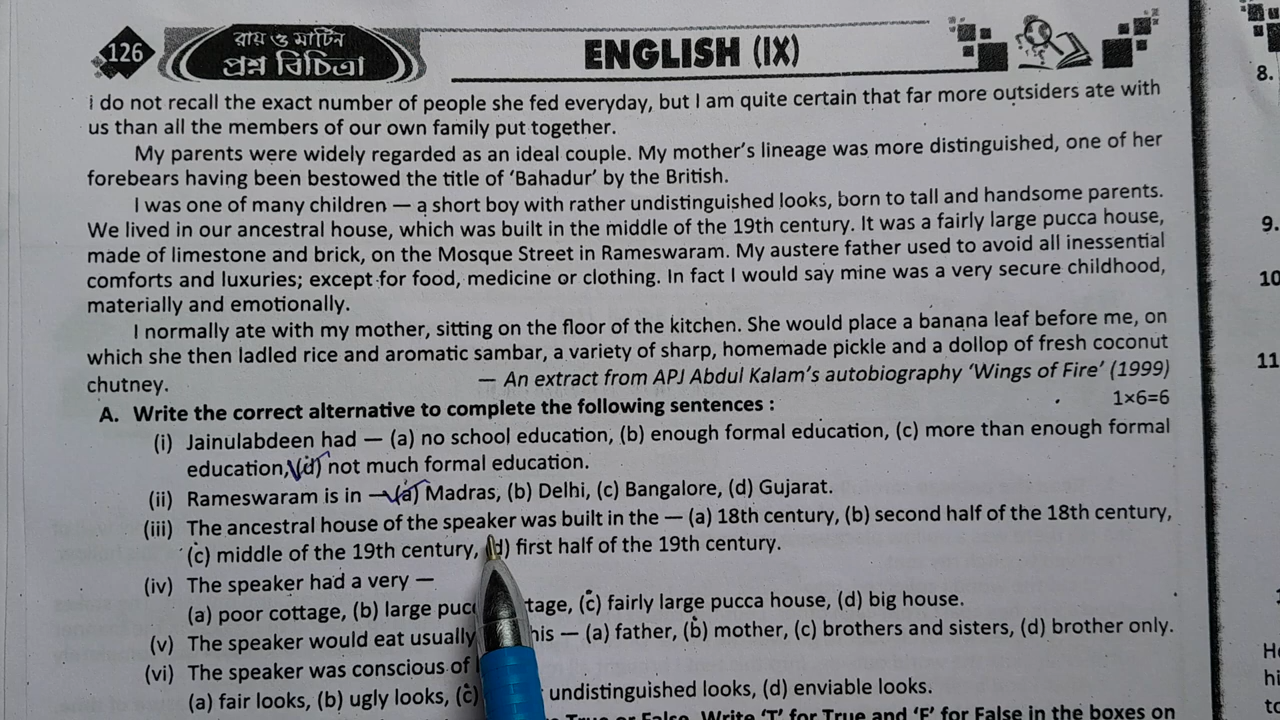 126
রায় ও মার্টিন
প্রশ্ন বিচিত্রা
ENGLISH (IX)
i do not recall the exact number of people she fed everyday, but I am quite certain that far more outsiders ate with
us than all the members of our own family put together.
My parents were widely regarded as an ideal couple. My mother's lineage was more distinguished, one of her
forebears having been bestowed the title of 'Bahadur' by the British.
I was one of many children — a short boy with rather undistinguished looks, born to tall and handsome parents.
We lived in our ancestral house, which was built in the middle of the 19th century. It was a fairly large pucca house,
made of limestone and brick, on the Mosque Street in Rameswaram. My austere father used to avoid all inessential
comforts and luxuries; except for food, medicine or clothing. In fact I would say mine was a very secure childhood,
materially and emotionally.
I normally ate with my mother, sitting on the floor of the kitchen. She would place a banana leaf before me, on
which she then ladled rice and aromatic sambar, a variety of sharp, homemade pickle and a dollop of fresh coconut
chutney. — An extract from APJ Abdul Kalam's autobiography 'Wings of Fire' (1999)
A. Write the correct alternative to complete the following sentences : 1×6=6
(i) Jainulabdeen had — (a) no school education, (b) enough formal education, (c) more than enough formal
education, (d) not much formal education.
(ii) Rameswaram is in — (a) Madras, (b) Delhi, (c) Bangalore, (d) Gujarat.
(iii) The ancestral house of the speaker was built in the — (a) 18th century, (b) second half of the 18th century,
(c) middle of the 19th century, (d) first half of the 19th century.
(iv) The speaker had a very —
(a) poor cottage, (b) large tage, (c) fairly large pucca house, (d) big house.
(v) The speaker would eat usually his — (a) father, (b) mother, (c) brothers and sisters, (d) brother only.
(vi) The speaker was conscious of
(a) fair looks, (b) ugly looks, (c) undistinguished looks, (d) enviable looks.
True or False. Write 'T' for True and 'F' for False in the boxes on
8.
9.
10
11